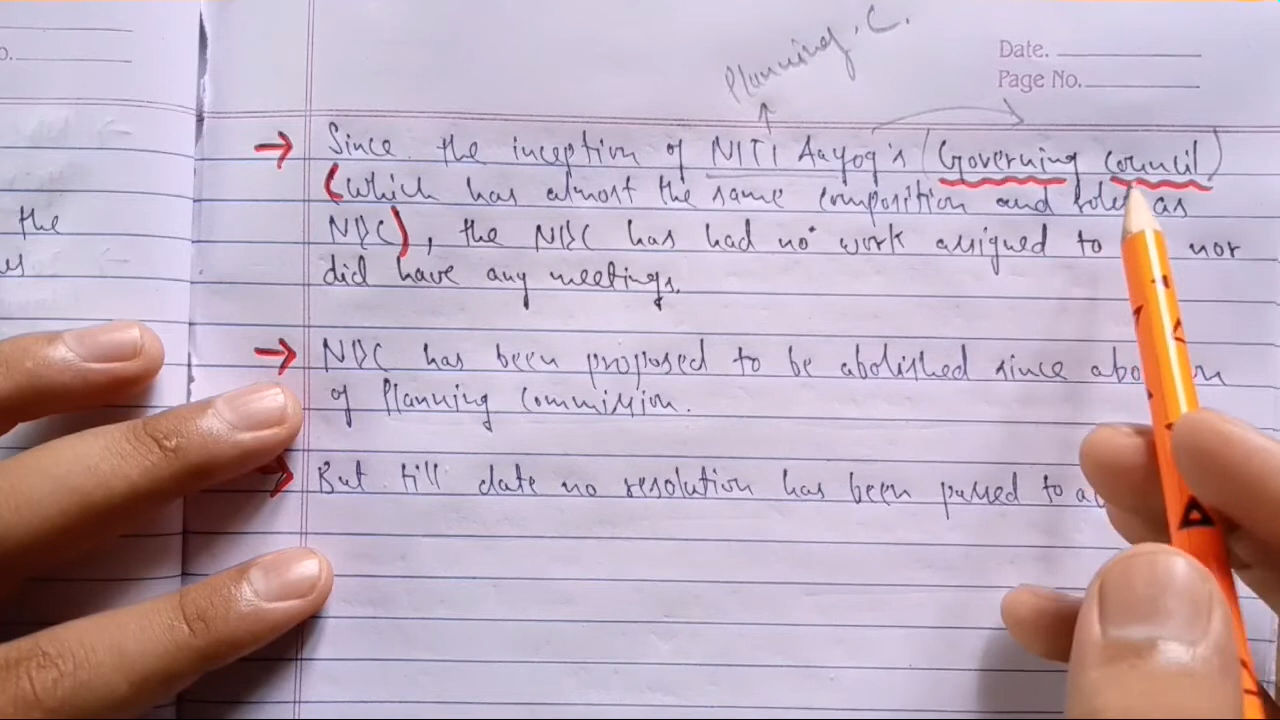 Planning. C.
Date.
Page No.
→ Since the inception of NITI Aayog's (Governing Council)
(which has almost the same composition and roles as
NDC), the NDC has had no work assigned to nor
did have any meetings.
→ NDC has been proposed to be abolished since
of Planning Commission.
→ But till date no resolution has been passed to
the